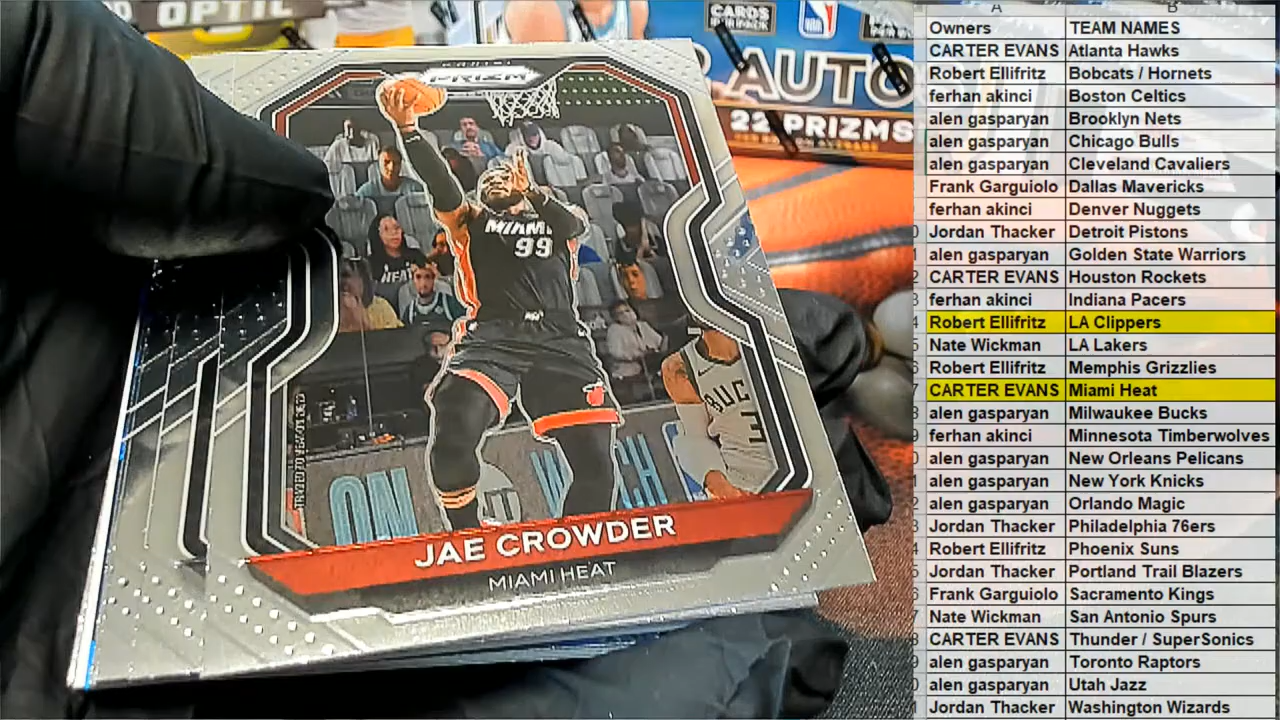 OPTIC
CARDS
NBA
AUTO
22 PRIZMS
PRIZM
MIAMI
99
HEAT
BUC
ON
JAE CROWDER
MIAMI HEAT
A B
Owners TEAM NAMES
CARTER EVANS Atlanta Hawks
Robert Ellifritz Bobcats / Hornets
ferhan akinci Boston Celtics
alen gasparyan Brooklyn Nets
alen gasparyan Chicago Bulls
alen gasparyan Cleveland Cavaliers
Frank Garguiolo Dallas Mavericks
ferhan akinci Denver Nuggets
Jordan Thacker Detroit Pistons
alen gasparyan Golden State Warriors
CARTER EVANS Houston Rockets
ferhan akinci Indiana Pacers
Robert Ellifritz LA Clippers
Nate Wickman LA Lakers
Robert Ellifritz Memphis Grizzlies
CARTER EVANS Miami Heat
alen gasparyan Milwaukee Bucks
ferhan akinci Minnesota Timberwolves
alen gasparyan New Orleans Pelicans
alen gasparyan New York Knicks
alen gasparyan Orlando Magic
Jordan Thacker Philadelphia 76ers
Robert Ellifritz Phoenix Suns
Jordan Thacker Portland Trail Blazers
Frank Garguiolo Sacramento Kings
Nate Wickman San Antonio Spurs
CARTER EVANS Thunder / SuperSonics
alen gasparyan Toronto Raptors
alen gasparyan Utah Jazz
Jordan Thacker Washington Wizards